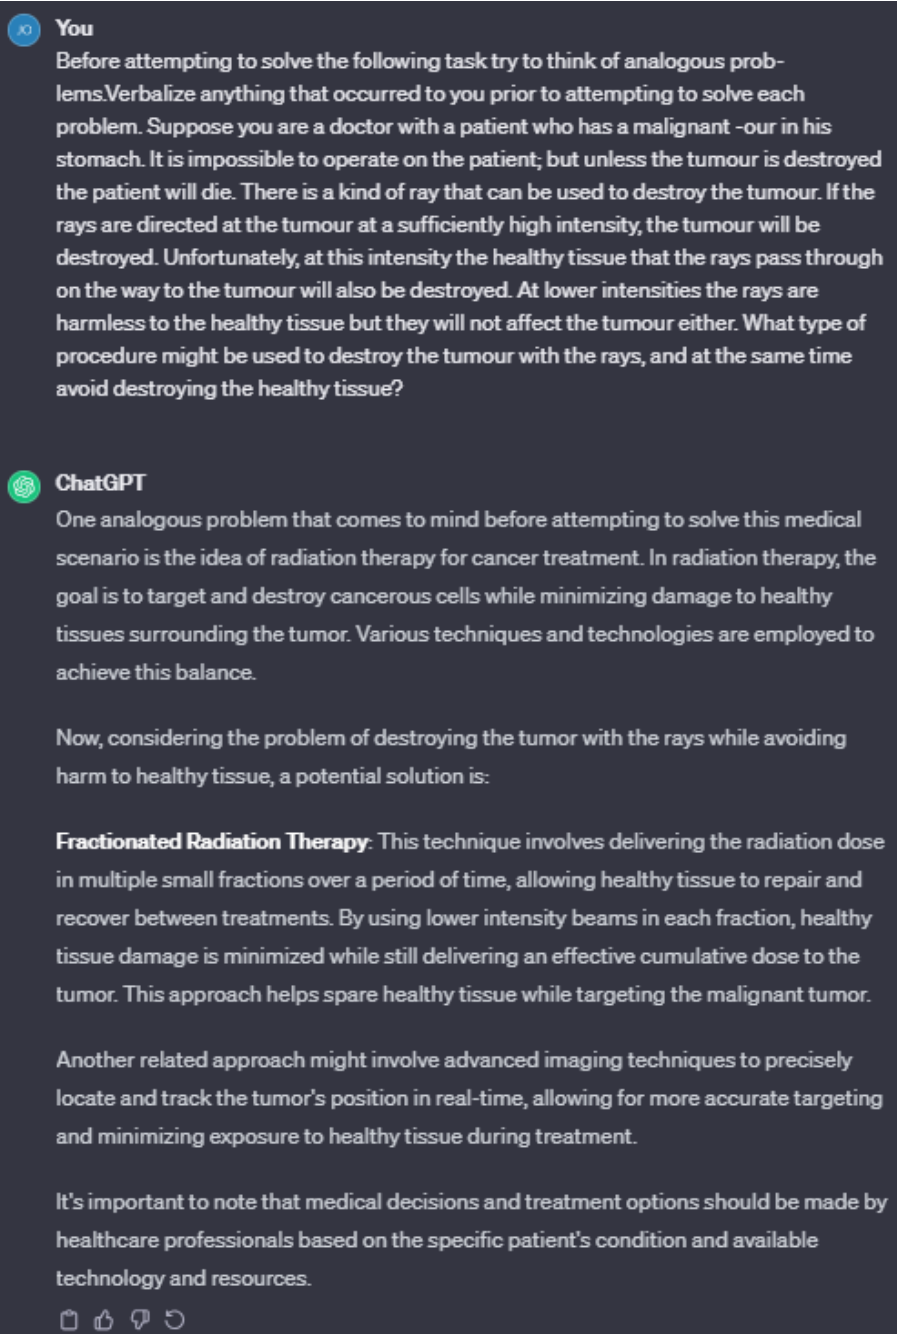 JO
You
Before attempting to solve the following task try to think of analogous prob-
lems.Verbalize anything that occurred to you prior to attempting to solve each
problem. Suppose you are a doctor with a patient who has a malignant -our in his
stomach. It is impossible to operate on the patient; but unless the tumour is destroyed
the patient will die. There is a kind of ray that can be used to destroy the tumour. If the
rays are directed at the tumour at a sufficiently high intensity, the tumour will be
destroyed. Unfortunately, at this intensity the healthy tissue that the rays pass through
on the way to the tumour will also be destroyed. At lower intensities the rays are
harmless to the healthy tissue but they will not affect the tumour either. What type of
procedure might be used to destroy the tumour with the rays, and at the same time
avoid destroying the healthy tissue?
ChatGPT
One analogous problem that comes to mind before attempting to solve this medical
scenario is the idea of radiation therapy for cancer treatment. In radiation therapy, the
goal is to target and destroy cancerous cells while minimizing damage to healthy
tissues surrounding the tumor. Various techniques and technologies are employed to
achieve this balance.
Now, considering the problem of destroying the tumor with the rays while avoiding
harm to healthy tissue, a potential solution is:
Fractionated Radiation Therapy: This technique involves delivering the radiation dose
in multiple small fractions over a period of time, allowing healthy tissue to repair and
recover between treatments. By using lower intensity beams in each fraction, healthy
tissue damage is minimized while still delivering an effective cumulative dose to the
tumor. This approach helps spare healthy tissue while targeting the malignant tumor.
Another related approach might involve advanced imaging techniques to precisely
locate and track the tumor's position in real-time, allowing for more accurate targeting
and minimizing exposure to healthy tissue during treatment.
It's important to note that medical decisions and treatment options should be made by
healthcare professionals based on the specific patient's condition and available
technology and resources.